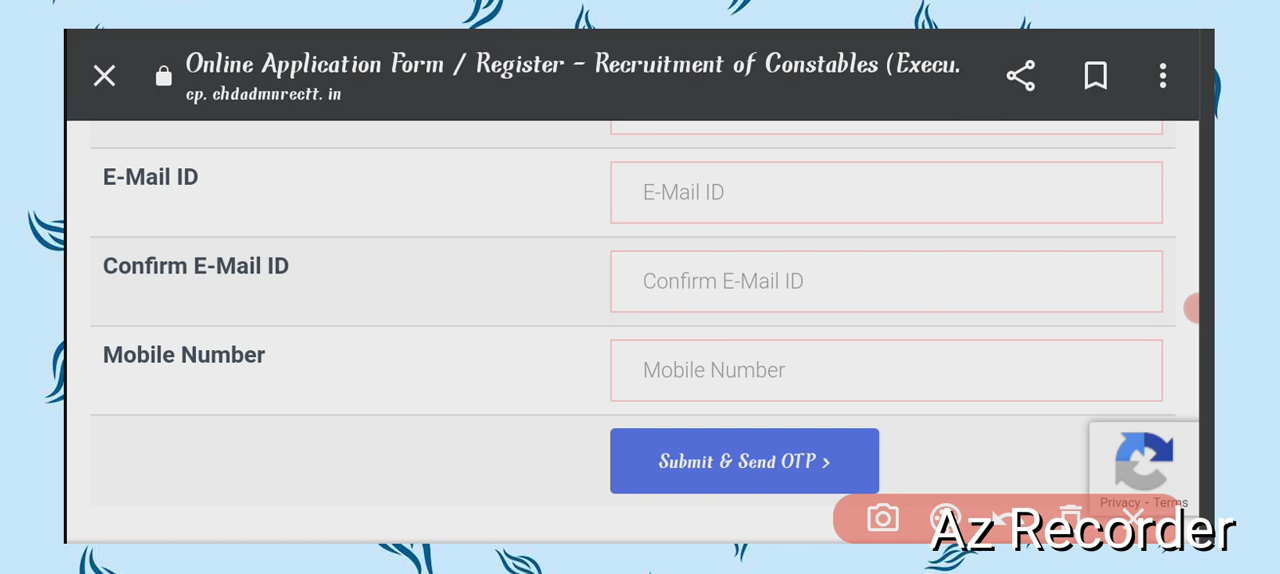 Online Application Form / Register - Recruitment of Constables (Execu.
cp. chdadmnrectt. in
E-Mail ID
E-Mail ID
Confirm E-Mail ID
Confirm E-Mail ID
Mobile Number
Mobile Number
Submit & Send OTP >
Privacy - Terms
Az Recorder